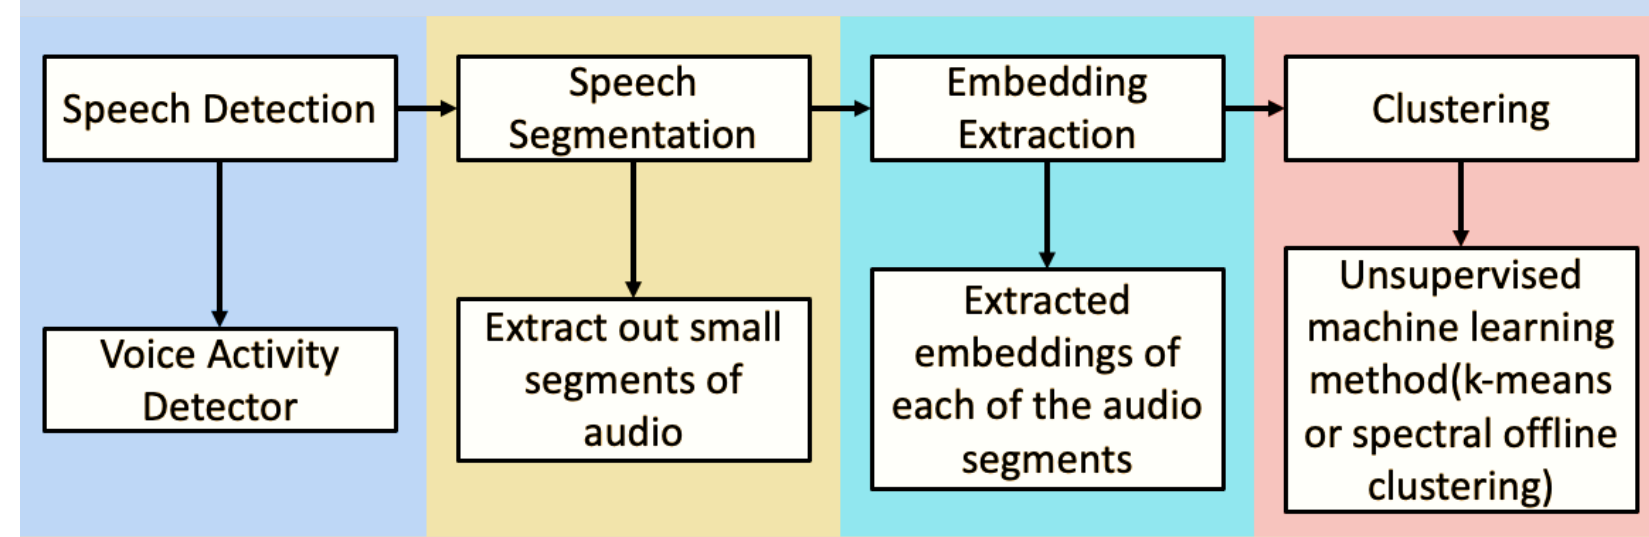 Speech Detection
Speech
Segmentation
Embedding
Extraction
Clustering
Voice Activity
Detector
Extract out small
segments of
audio
Extracted
embeddings of
each of the audio
segments
Unsupervised
machine learning
method(k-means
or spectral offline
clustering)